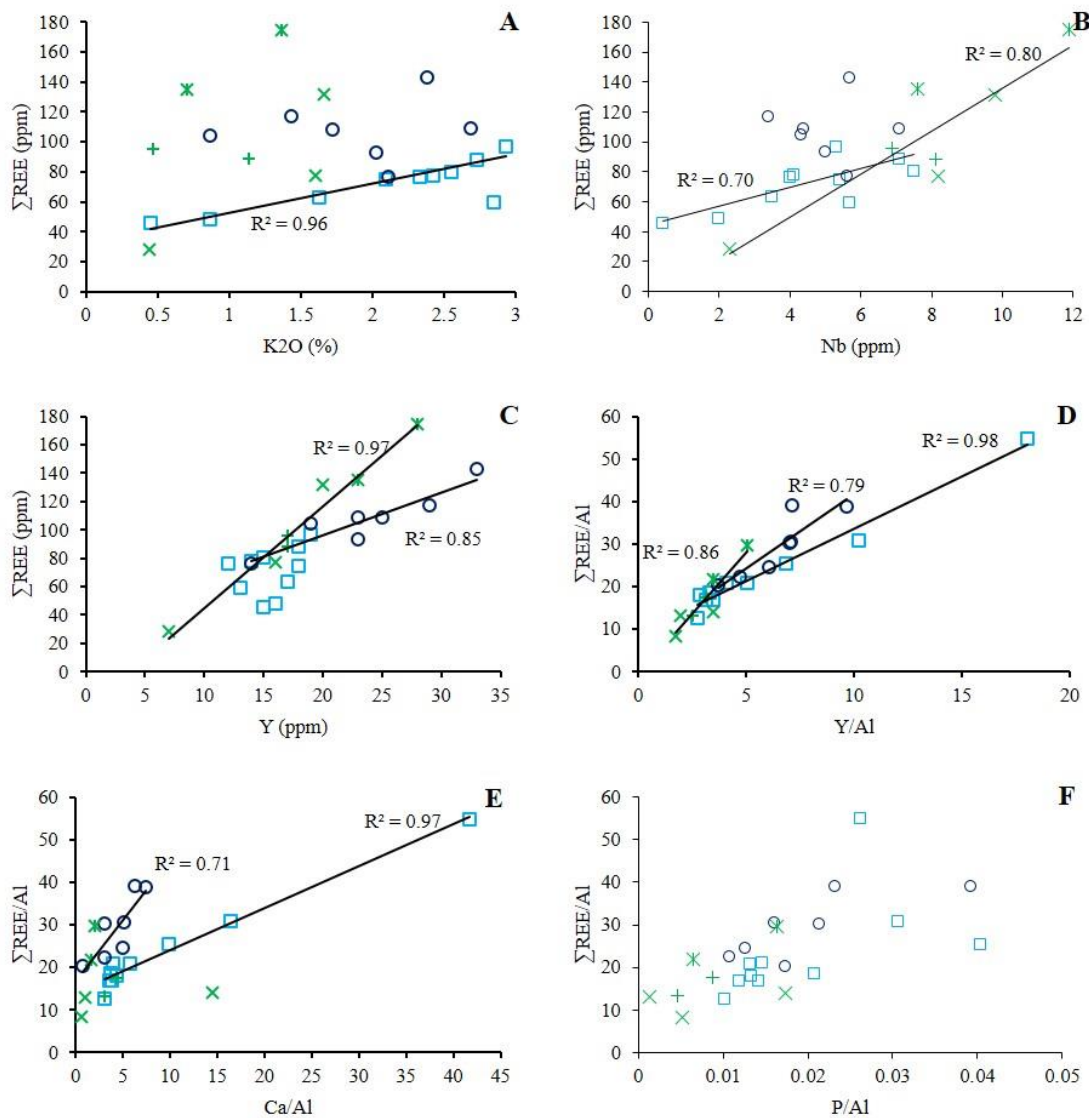 A
180
160
140
120
100
80
60
40
20
0
∑REE (ppm)
R² = 0.96
0 0.5 1 1.5 2 2.5 3
K2O (%)
B
180
160
140
120
100
80
60
40
20
0
∑REE (ppm)
R² = 0.80
R² = 0.70
0 2 4 6 8 10 12
Nb (ppm)
C
180
160
140
120
100
80
60
40
20
0
∑REE (ppm)
R² = 0.97
R² = 0.85
0 5 10 15 20 25 30 35
Y (ppm)
D
60
50
40
30
20
10
0
∑REE/Al
R² = 0.98
R² = 0.79
R² = 0.86
0 5 10 15 20
Y/Al
E
60
50
40
30
20
10
0
∑REE/Al
R² = 0.97
R² = 0.71
0 5 10 15 20 25 30 35 40 45
Ca/Al
F
60
50
40
30
20
10
0
∑REE/Al
0 0.01 0.02 0.03 0.04 0.05
P/Al